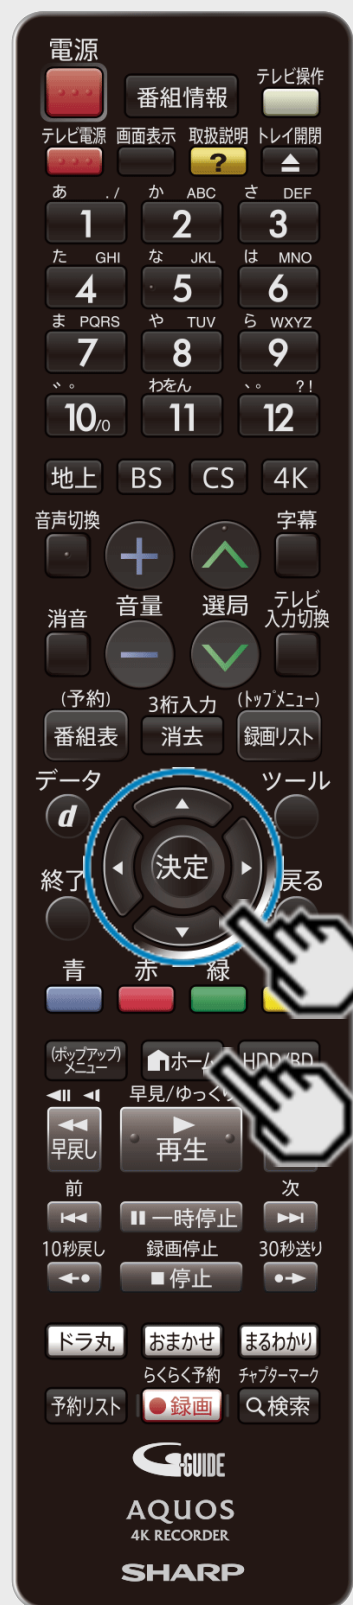 電源
番組情報
テレビ操作
テレビ電源 画面表示 取扱説明 トレイ開閉
?
あ ./ か ABC さ DEF
1 2 3
た GHI な JKL は MNO
4 5 6
ま PQRS や TUV ら WXYZ
7 8 9
゛゜ わをん 、。 ?!
10/0 11 12
地上 BS CS 4K
音声切換 字幕
+
消音 音量 選局 テレビ
入力切換
(予約) 3桁入力 (トップメニュー)
番組表 消去 録画リスト
データ ツール
d
決定
終了 戻る
青 赤 緑
(ポップアップ)
メニュー ホーム HDD/BD
早見/ゆっくり
早戻し 再生
前 次
一時停止
10秒戻し 録画停止 30秒送り
停止
ドラ丸 おまかせ まるわかり
らくらく予約 チャプターマーク
予約リスト 録画 検索
G-GUIDE
AQUOS
4K RECORDER
SHARP